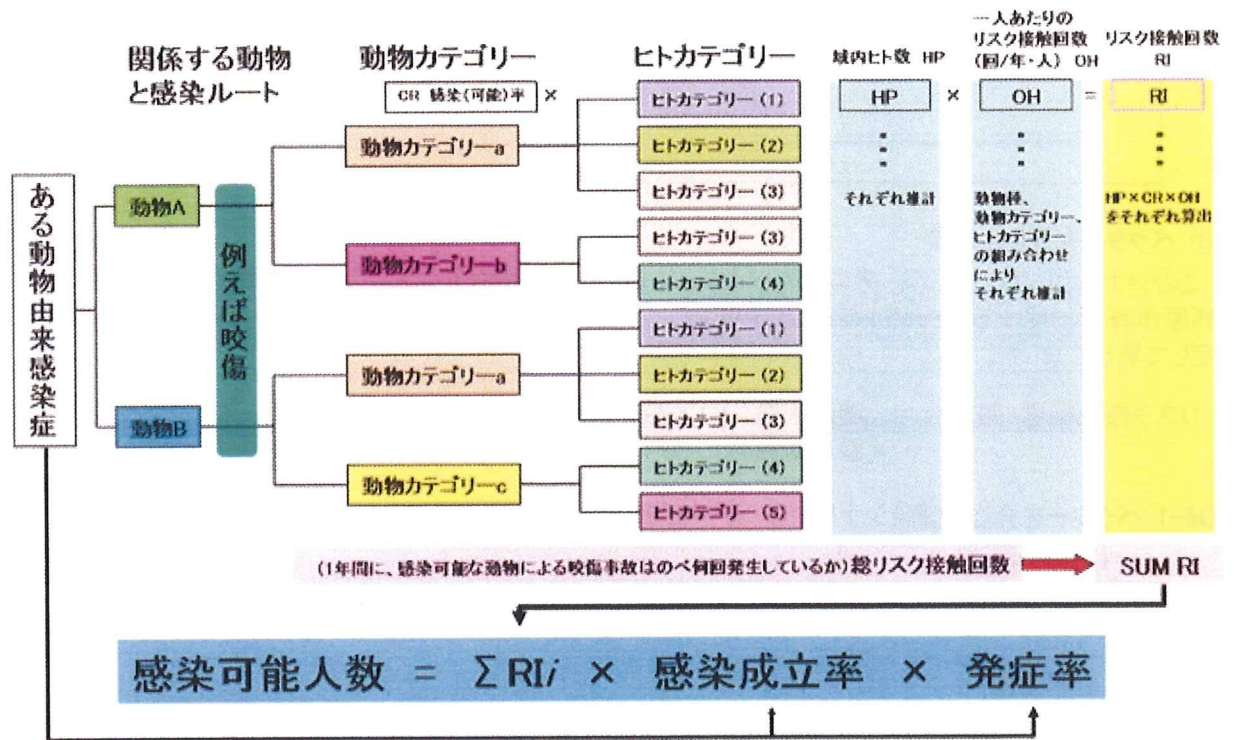 関係する動物
と感染ルート
動物カテゴリー
CR 感染(可能)率 ×
ヒトカテゴリー
域内ヒト数 HP
一人あたりの
リスク接触回数
(回/年・人) OH
リスク接触回数
RI
HP × OH = RI
ある動物由来感染症
動物A
動物B
例えば咬傷
動物カテゴリーa
動物カテゴリーb
動物カテゴリーa
動物カテゴリーc
ヒトカテゴリー (1)
ヒトカテゴリー (2)
ヒトカテゴリー (3)
ヒトカテゴリー (3)
ヒトカテゴリー (4)
ヒトカテゴリー (1)
ヒトカテゴリー (2)
ヒトカテゴリー (3)
ヒトカテゴリー (4)
ヒトカテゴリー (5)
それぞれ推計
動物種、
動物カテゴリー、
ヒトカテゴリー
の組み合わせ
により
それぞれ推計
HP×CR×OH
をそれぞれ算出
(1年間に、感染可能な動物による咬傷事故はのべ何回発生しているか)総リスク接触回数
SUM RI
感染可能人数 = ΣRIi × 感染成立率 × 発症率